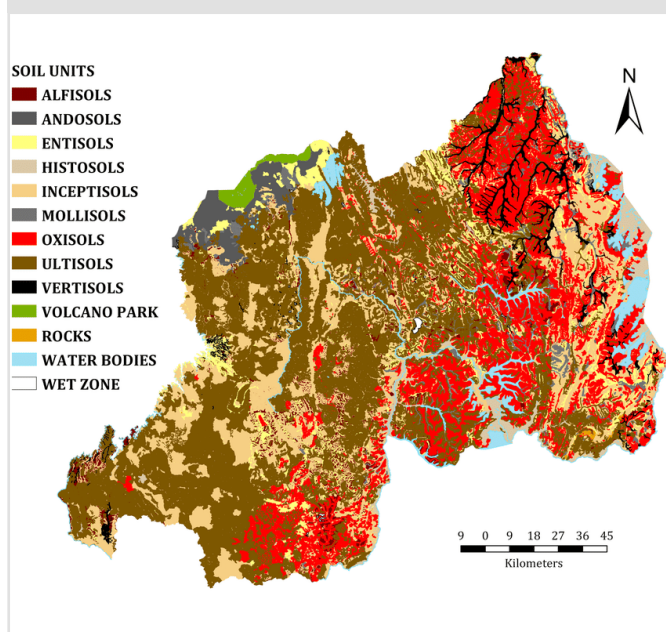 SOIL UNITS
ALFISOLS
ANDOSOLS
ENTISOLS
HISTOSOLS
INCEPTISOLS
MOLLISOLS
OXISOLS
ULTISOLS
VERTISOLS
VOLCANO PARK
ROCKS
WATER BODIES
WET ZONE
N
9 0 9 18 27 36 45
Kilometers